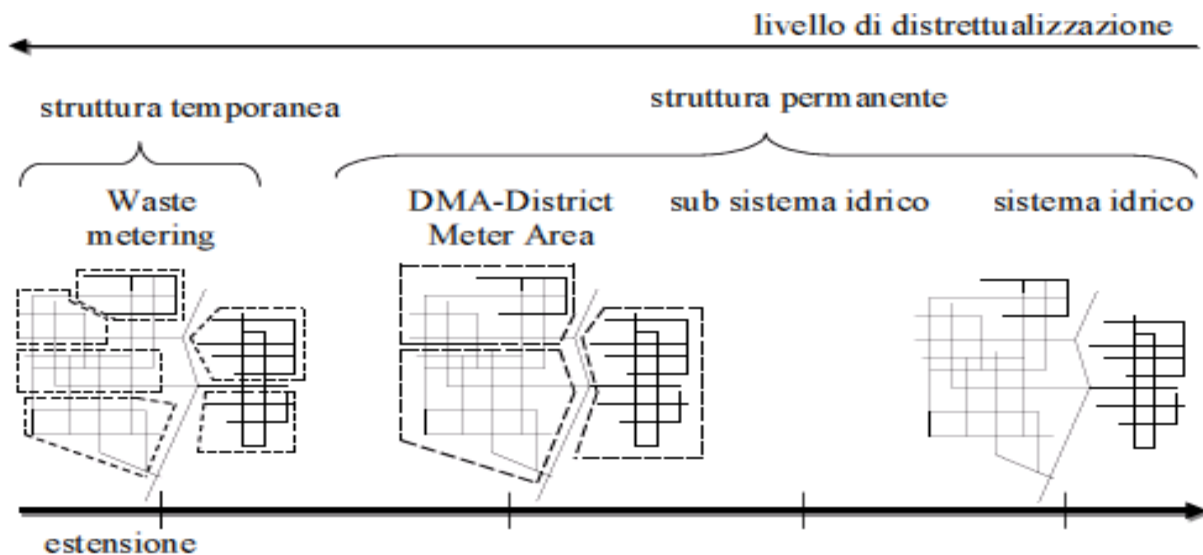 livello di distrettualizzazione
struttura temporanea
struttura permanente
Waste
metering
DMA-District
Meter Area
sub sistema idrico
sistema idrico
estensione